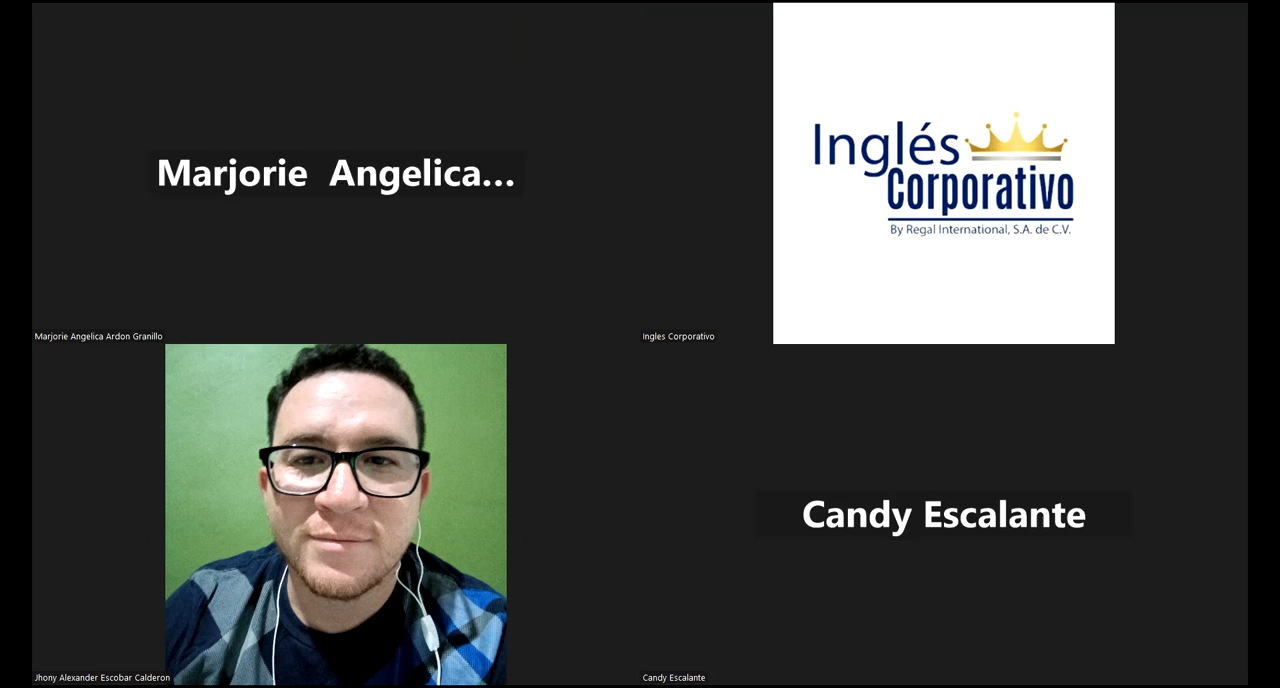 Marjorie  Angelica...
Inglés
Corporativo
By Regal International, S.A. de C.V.
Marjorie Angelica Ardon Granillo
Ingles Corporativo
Candy Escalante
Jhony Alexander Escobar Calderon
Candy Escalante